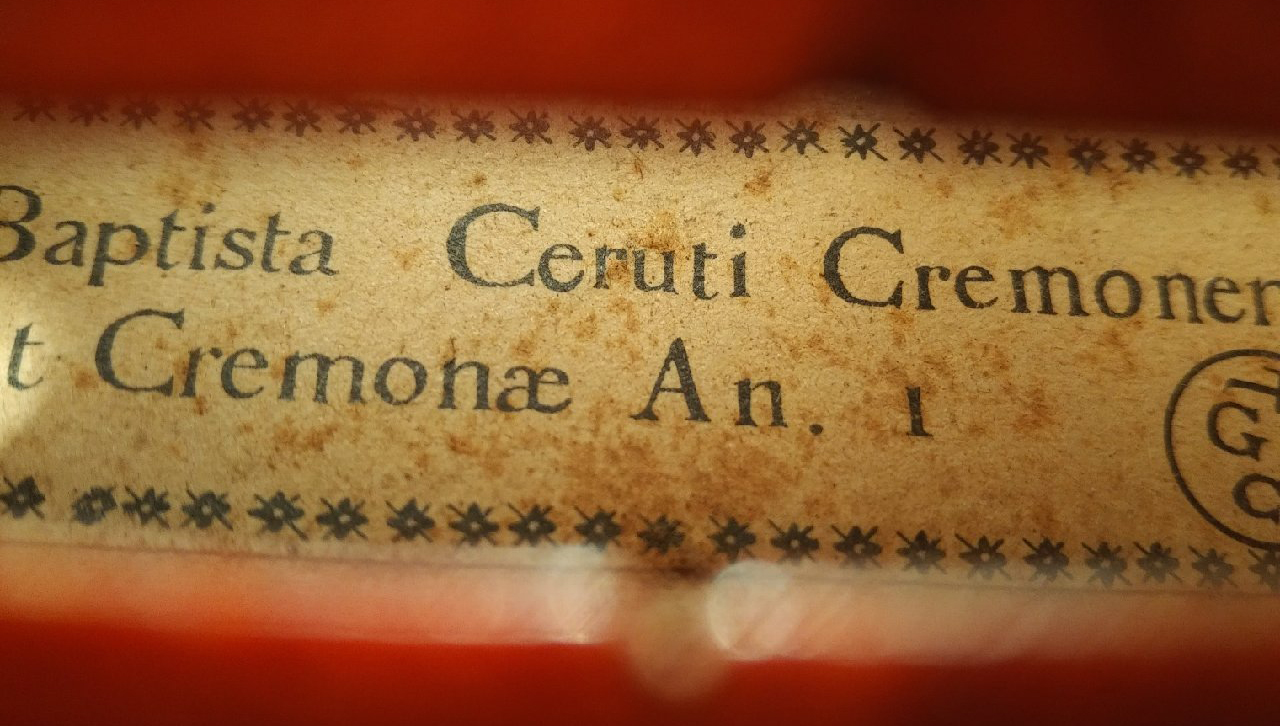 Baptista Ceruti Cremonen
t Cremonæ An. 1
G